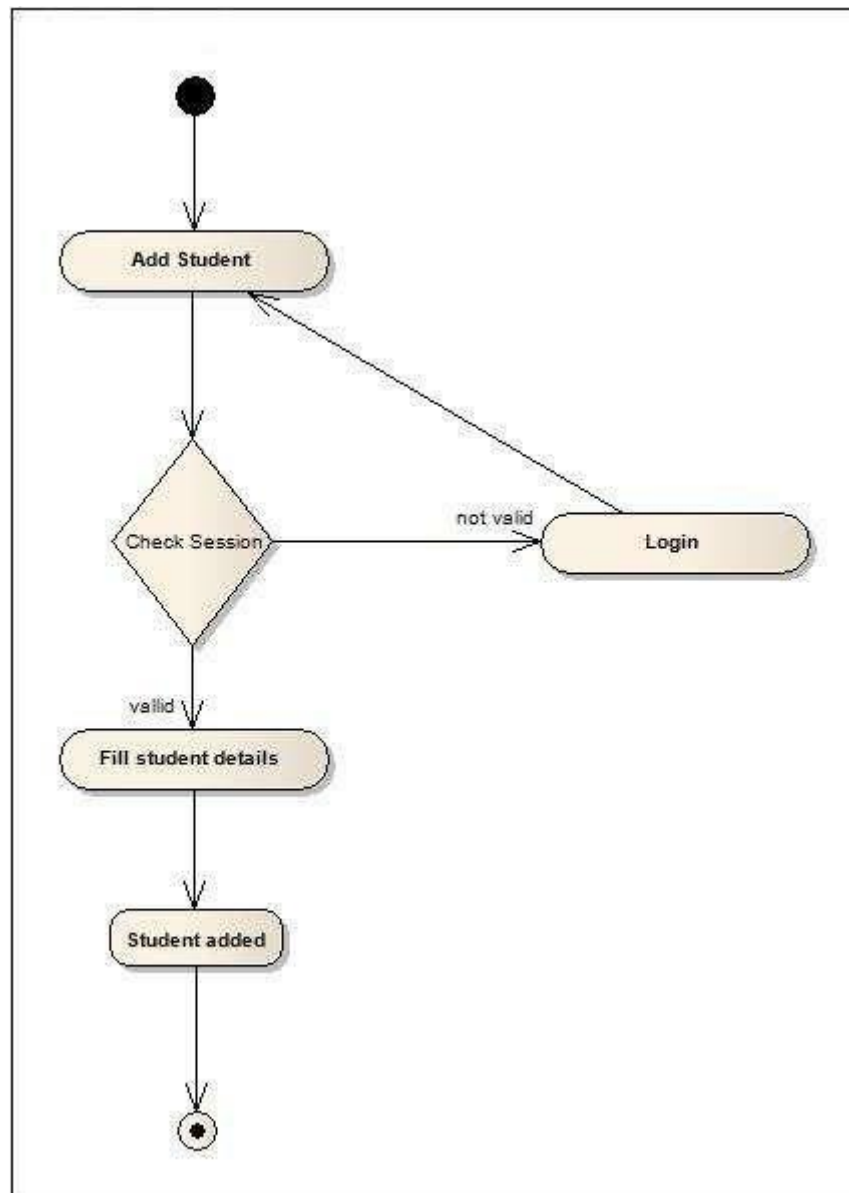 Add Student
Check Session
not valid
Login
vallid
Fill student details
Student added